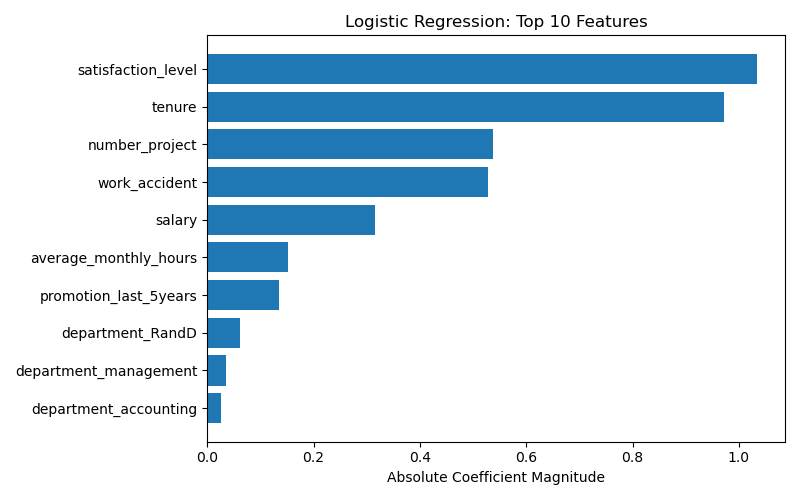 Logistic Regression: Top 10 Features
satisfaction_level
tenure
number_project
work_accident
salary
average_monthly_hours
promotion_last_5years
department_RandD
department_management
department_accounting
0.0 0.2 0.4 0.6 0.8 1.0
Absolute Coefficient Magnitude